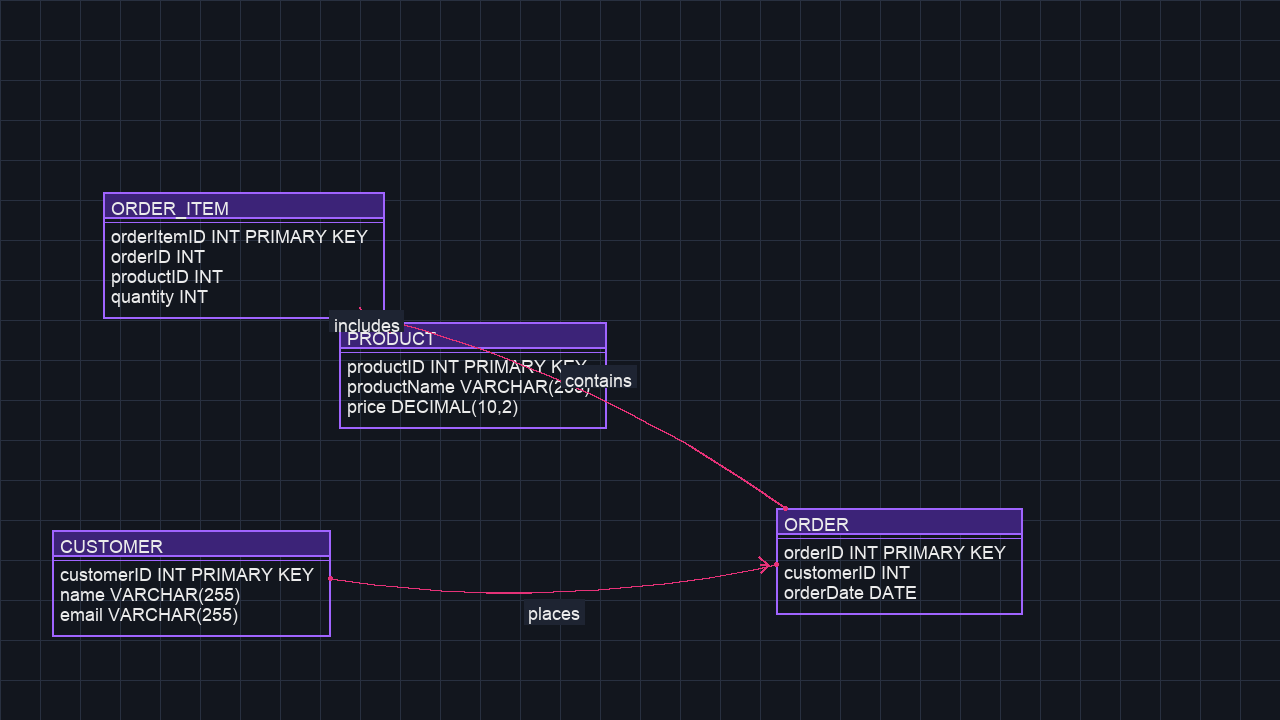 ORDER_ITEM
orderItemID INT PRIMARY KEY
orderID INT
productID INT
quantity INT
includes
PRODUCT
productID INT PRIMARY KEY
productName VARCHAR(255)
price DECIMAL(10,2)
contains
CUSTOMER
customerID INT PRIMARY KEY
name VARCHAR(255)
email VARCHAR(255)
places
ORDER
orderID INT PRIMARY KEY
customerID INT
orderDate DATE